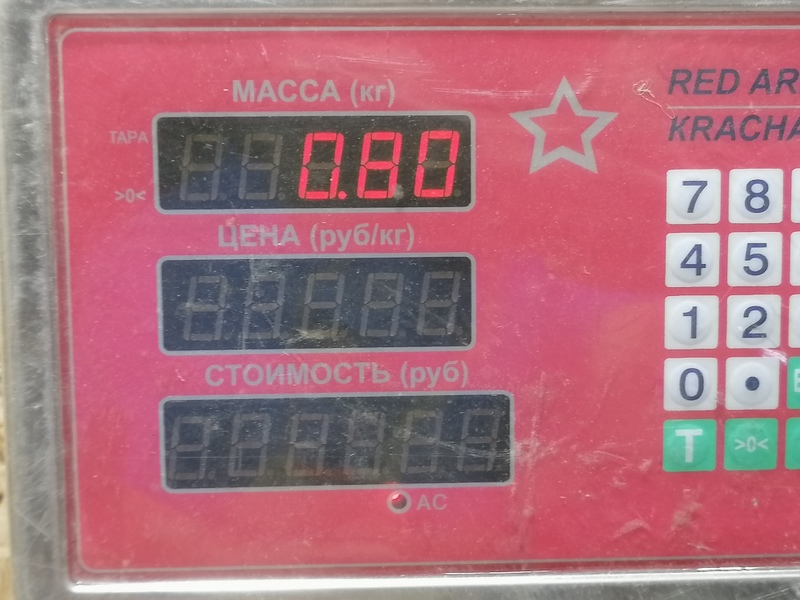 МАССА (кг)
ТАРА
0.80
>0<
ЦЕНА (руб/кг)
СТОИМОСТЬ (руб)
AC
RED AR
KRACHA
7 8
4 5
1 2
0 .
T >0<